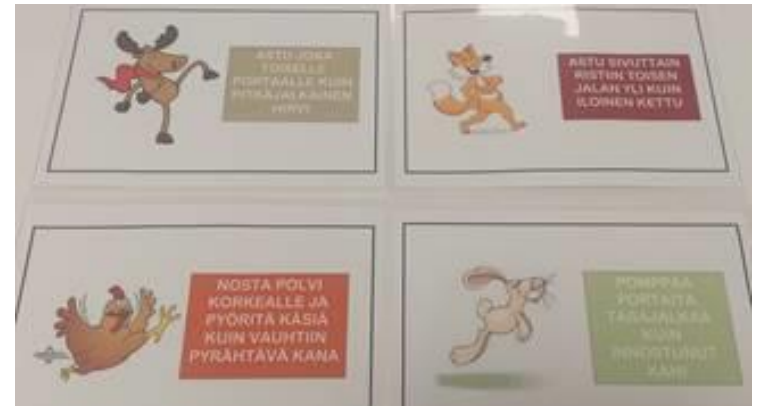 ASTU JOKA
TOISELLE
PORTAALLE KUIN
PITKÄJALKAINEN
HIRVI
ASTU SIVUTTAIN
RISTIIN TOISEN
JALAN YLI KUIN
ILOINEN KETTU
NOSTA POLVI
KORKEALLE JA
PYÖRITÄ KÄSIÄ
KUIN VAUHTIIN
PYRÄHTÄVÄ KANA
POMPPAA
PORTAITA
TASAJALKAA
KUIN
INNOSTUNUT
KANI